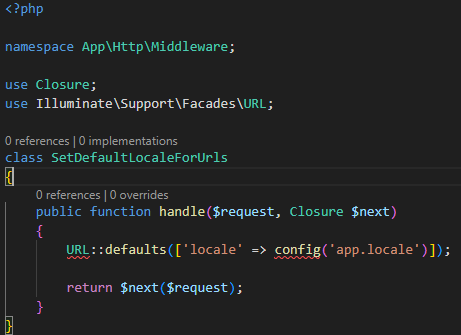 <?php
namespace App\Http\Middleware;
use Closure;
use Illuminate\Support\Facades\URL;
0 references | 0 implementations
class SetDefaultLocaleForUrls
{
0 references | 0 overrides
public function handle($request, Closure $next)
{
URL::defaults(['locale' => config('app.locale')]);
return $next($request);
}
}